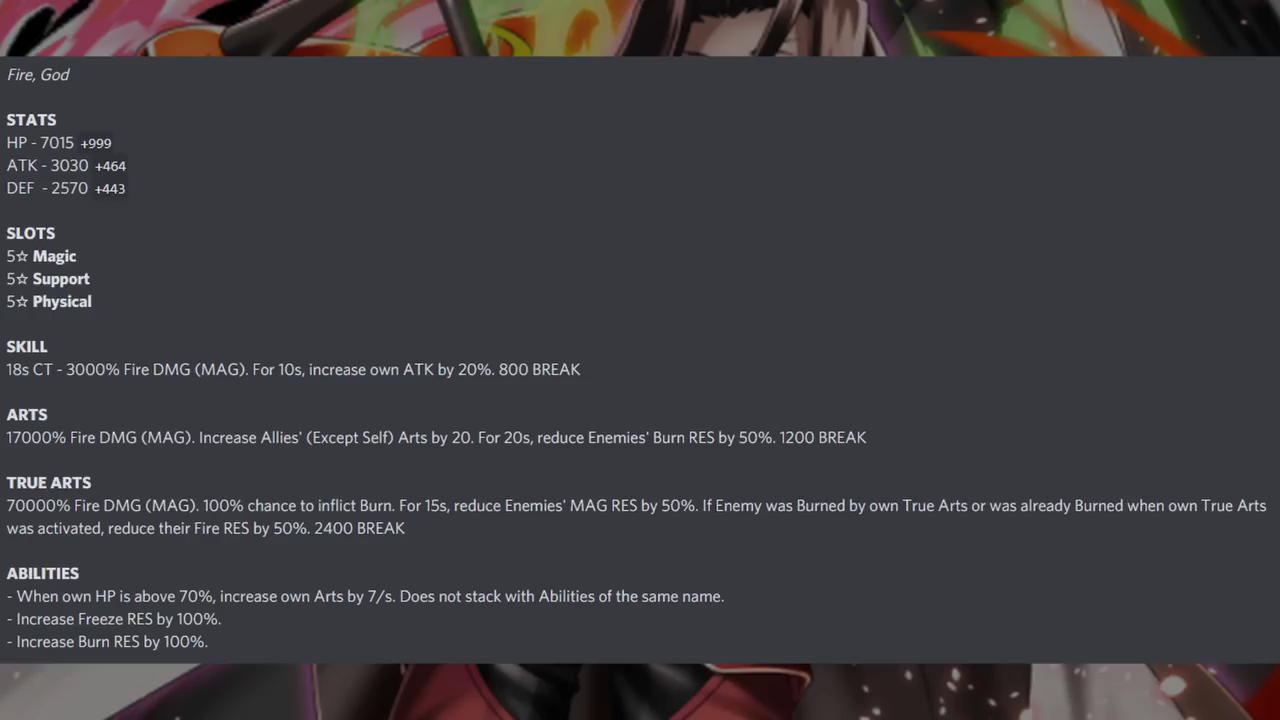 Fire, God
STATS
HP - 7015 +999
ATK - 3030 +464
DEF - 2570 +443
SLOTS
5☆ Magic
5☆ Support
5☆ Physical
SKILL
18s CT - 3000% Fire DMG (MAG). For 10s, increase own ATK by 20%. 800 BREAK
ARTS
17000% Fire DMG (MAG). Increase Allies' (Except Self) Arts by 20. For 20s, reduce Enemies' Burn RES by 50%. 1200 BREAK
TRUE ARTS
70000% Fire DMG (MAG). 100% chance to inflict Burn. For 15s, reduce Enemies' MAG RES by 50%. If Enemy was Burned by own True Arts or was already Burned when own True Arts
was activated, reduce their Fire RES by 50%. 2400 BREAK
ABILITIES
- When own HP is above 70%, increase own Arts by 7/s. Does not stack with Abilities of the same name.
- Increase Freeze RES by 100%.
- Increase Burn RES by 100%.